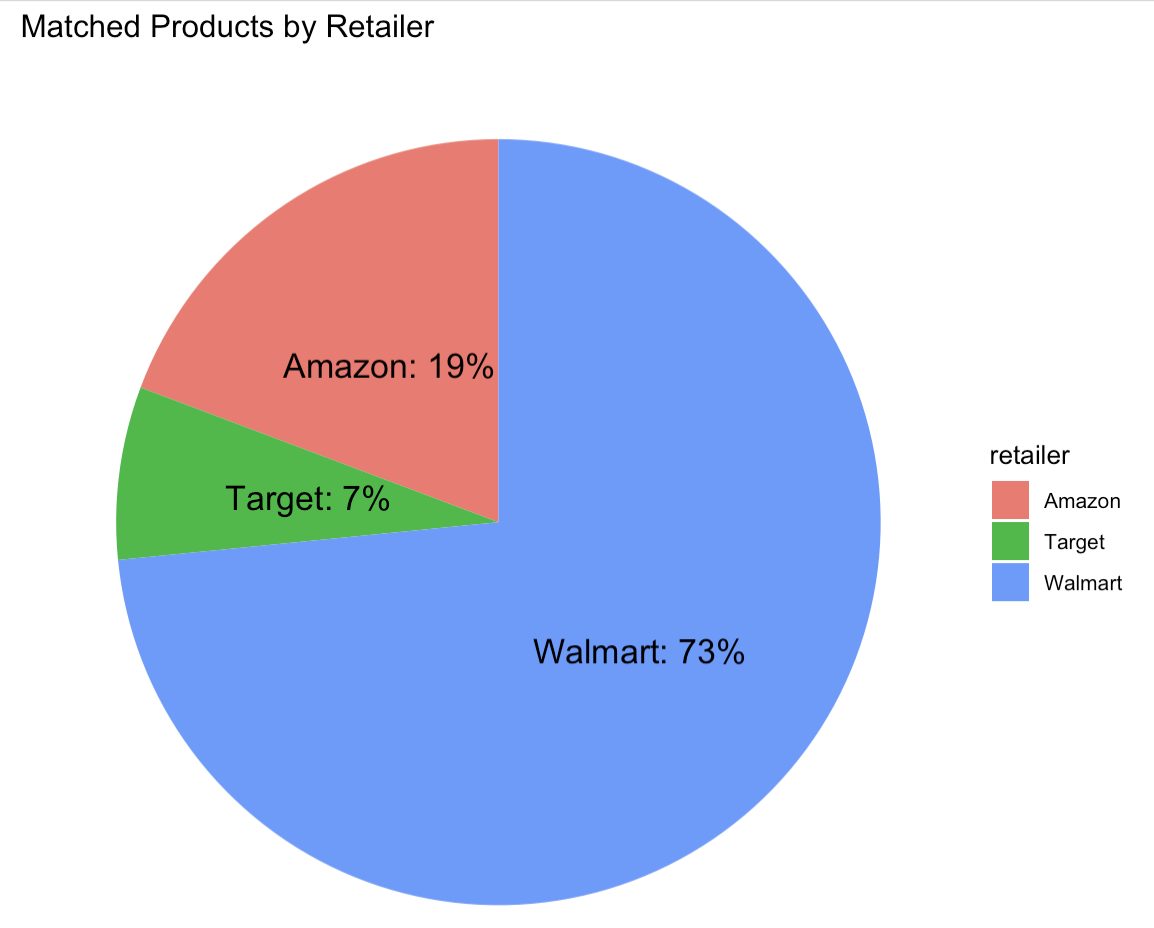 Matched Products by Retailer
Amazon: 19%
Target: 7%
Walmart: 73%
retailer
Amazon
Target
Walmart